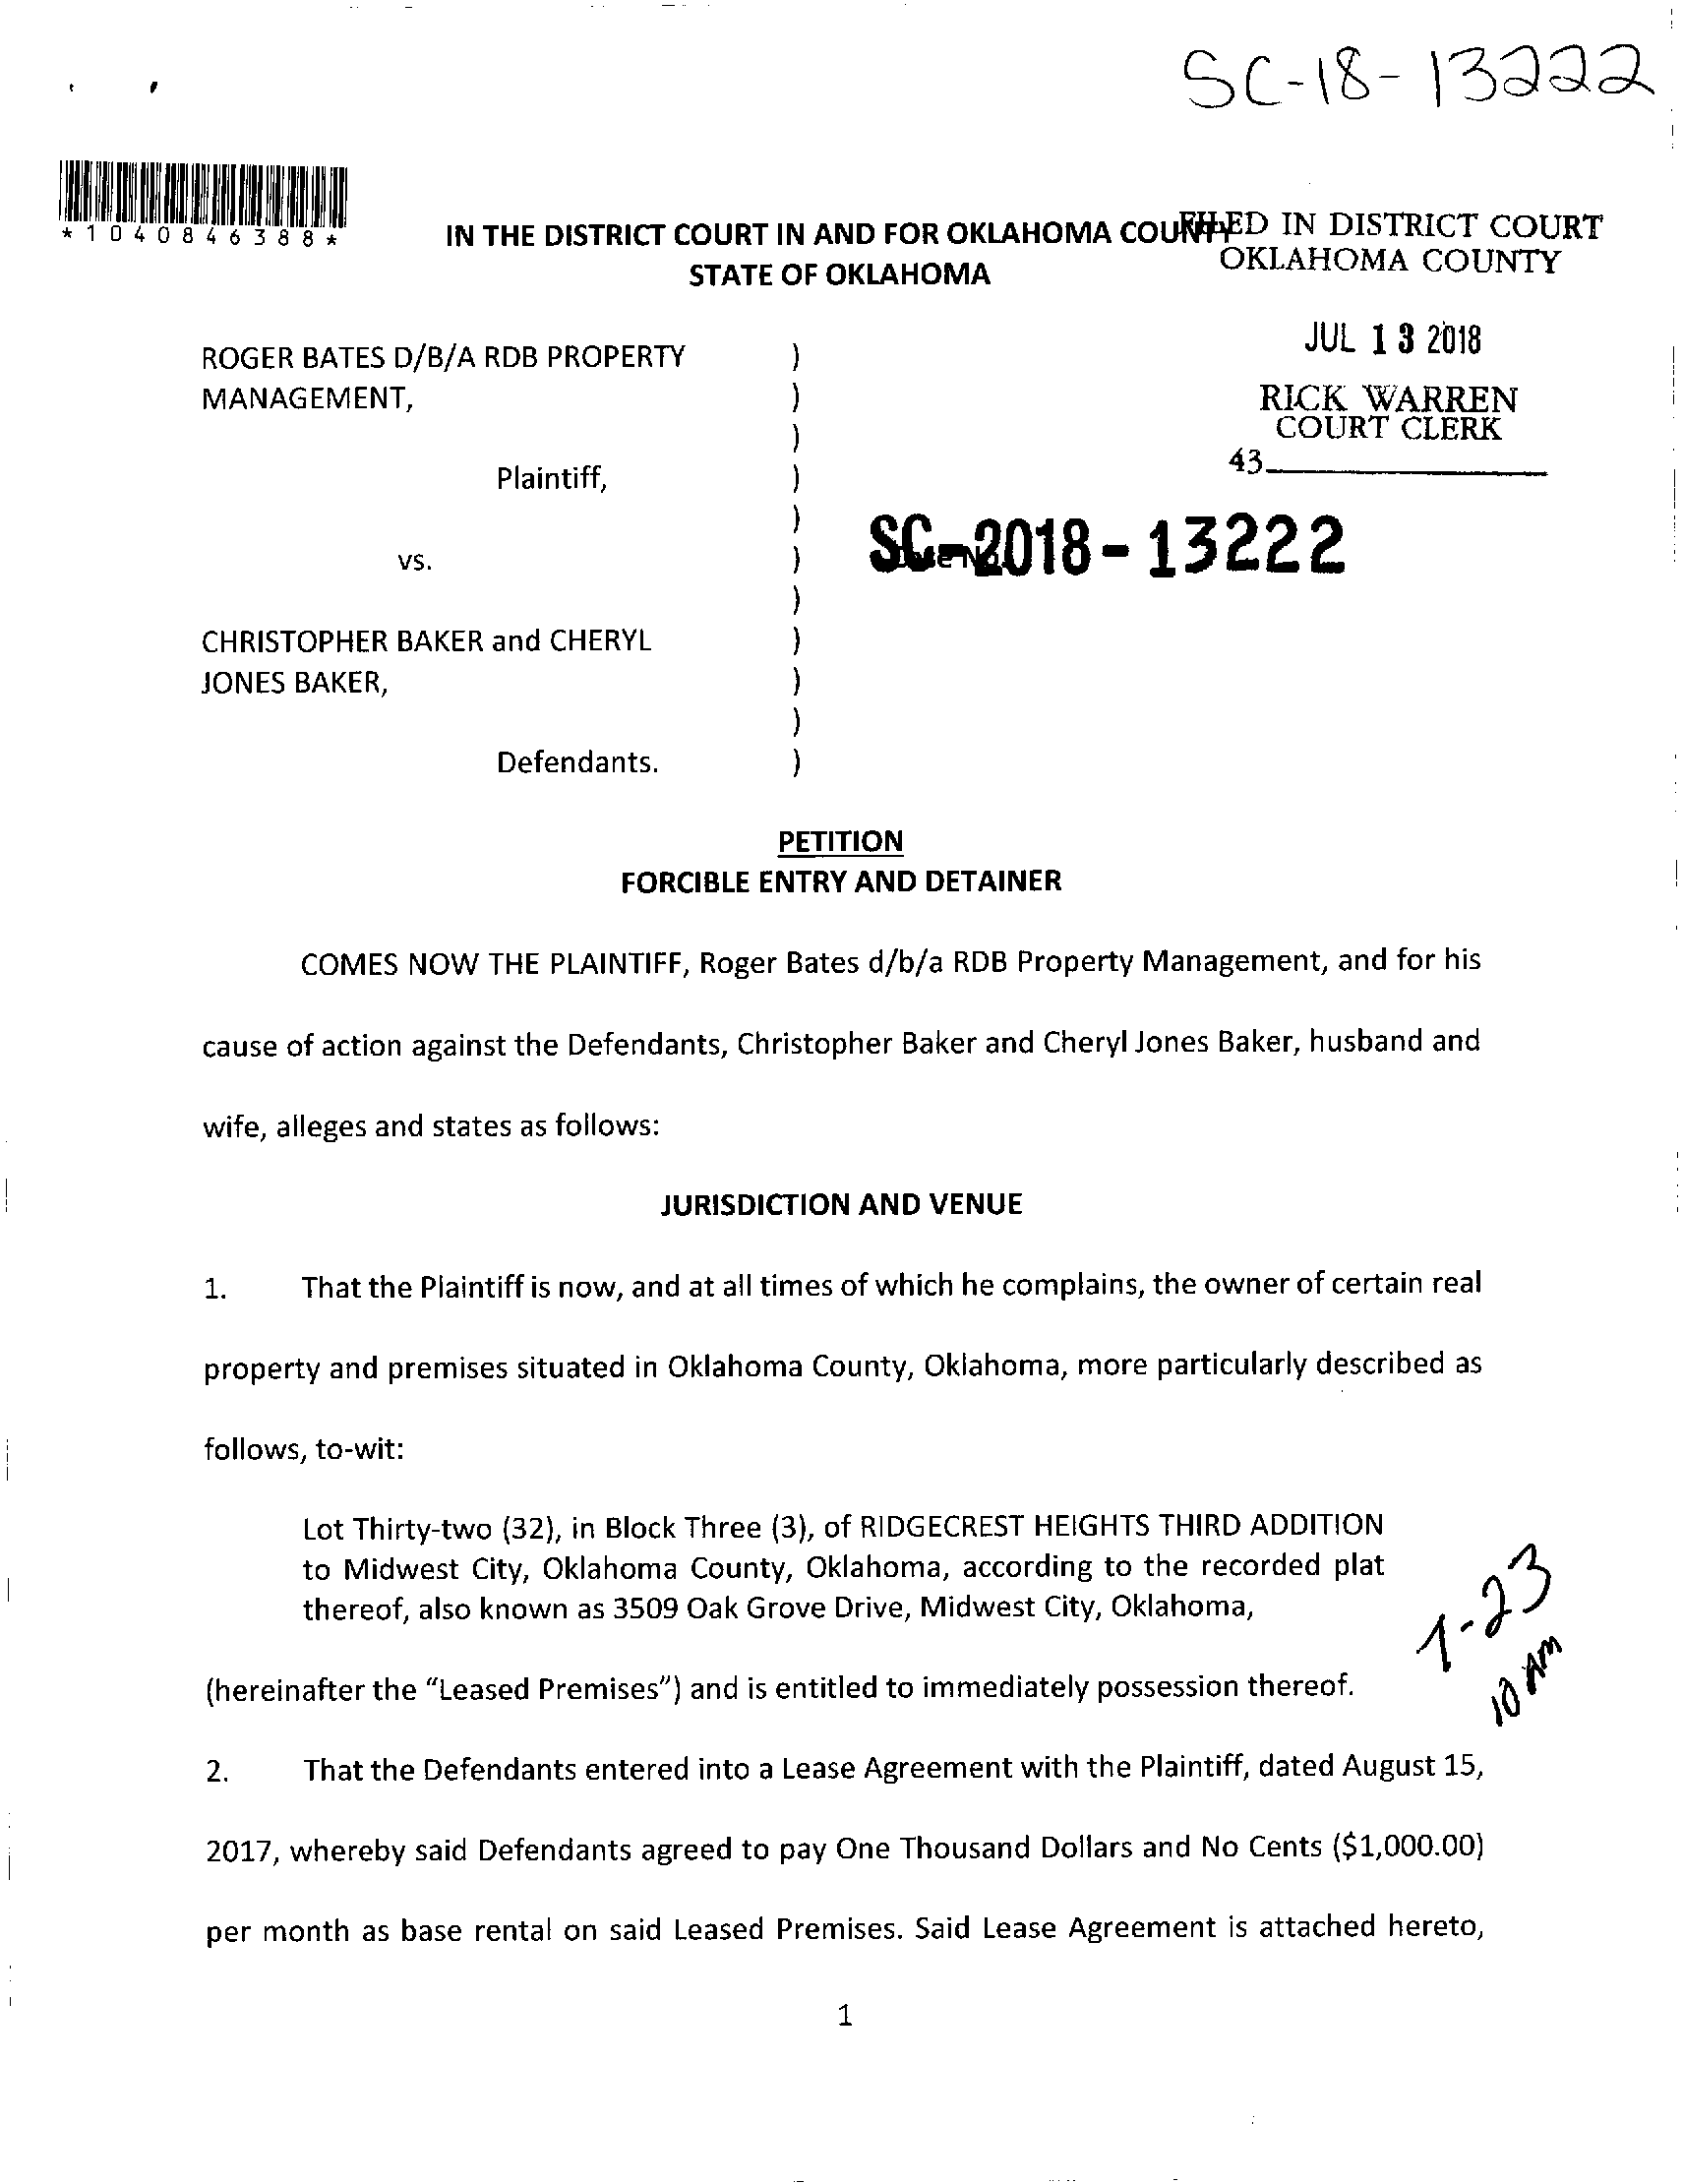 SC-18-13222
*1040846388*
IN THE DISTRICT COURT IN AND FOR OKLAHOMA COUNTY
STATE OF OKLAHOMA
FILED IN DISTRICT COURT
OKLAHOMA COUNTY
JUL 13 2018
RICK WARREN
COURT CLERK
43
ROGER BATES D/B/A RDB PROPERTY )
MANAGEMENT, )
)
Plaintiff, )
)
vs. )
)
CHRISTOPHER BAKER and CHERYL )
JONES BAKER, )
)
Defendants. )
SC-2018-13222
PETITION
FORCIBLE ENTRY AND DETAINER
COMES NOW THE PLAINTIFF, Roger Bates d/b/a RDB Property Management, and for his
cause of action against the Defendants, Christopher Baker and Cheryl Jones Baker, husband and
wife, alleges and states as follows:
JURISDICTION AND VENUE
1. That the Plaintiff is now, and at all times of which he complains, the owner of certain real
property and premises situated in Oklahoma County, Oklahoma, more particularly described as
follows, to-wit:
Lot Thirty-two (32), in Block Three (3), of RIDGECREST HEIGHTS THIRD ADDITION
to Midwest City, Oklahoma County, Oklahoma, according to the recorded plat
thereof, also known as 3509 Oak Grove Drive, Midwest City, Oklahoma,
7-23
10 AM
(hereinafter the "Leased Premises") and is entitled to immediately possession thereof.
2. That the Defendants entered into a Lease Agreement with the Plaintiff, dated August 15,
2017, whereby said Defendants agreed to pay One Thousand Dollars and No Cents ($1,000.00)
per month as base rental on said Leased Premises. Said Lease Agreement is attached hereto,
1